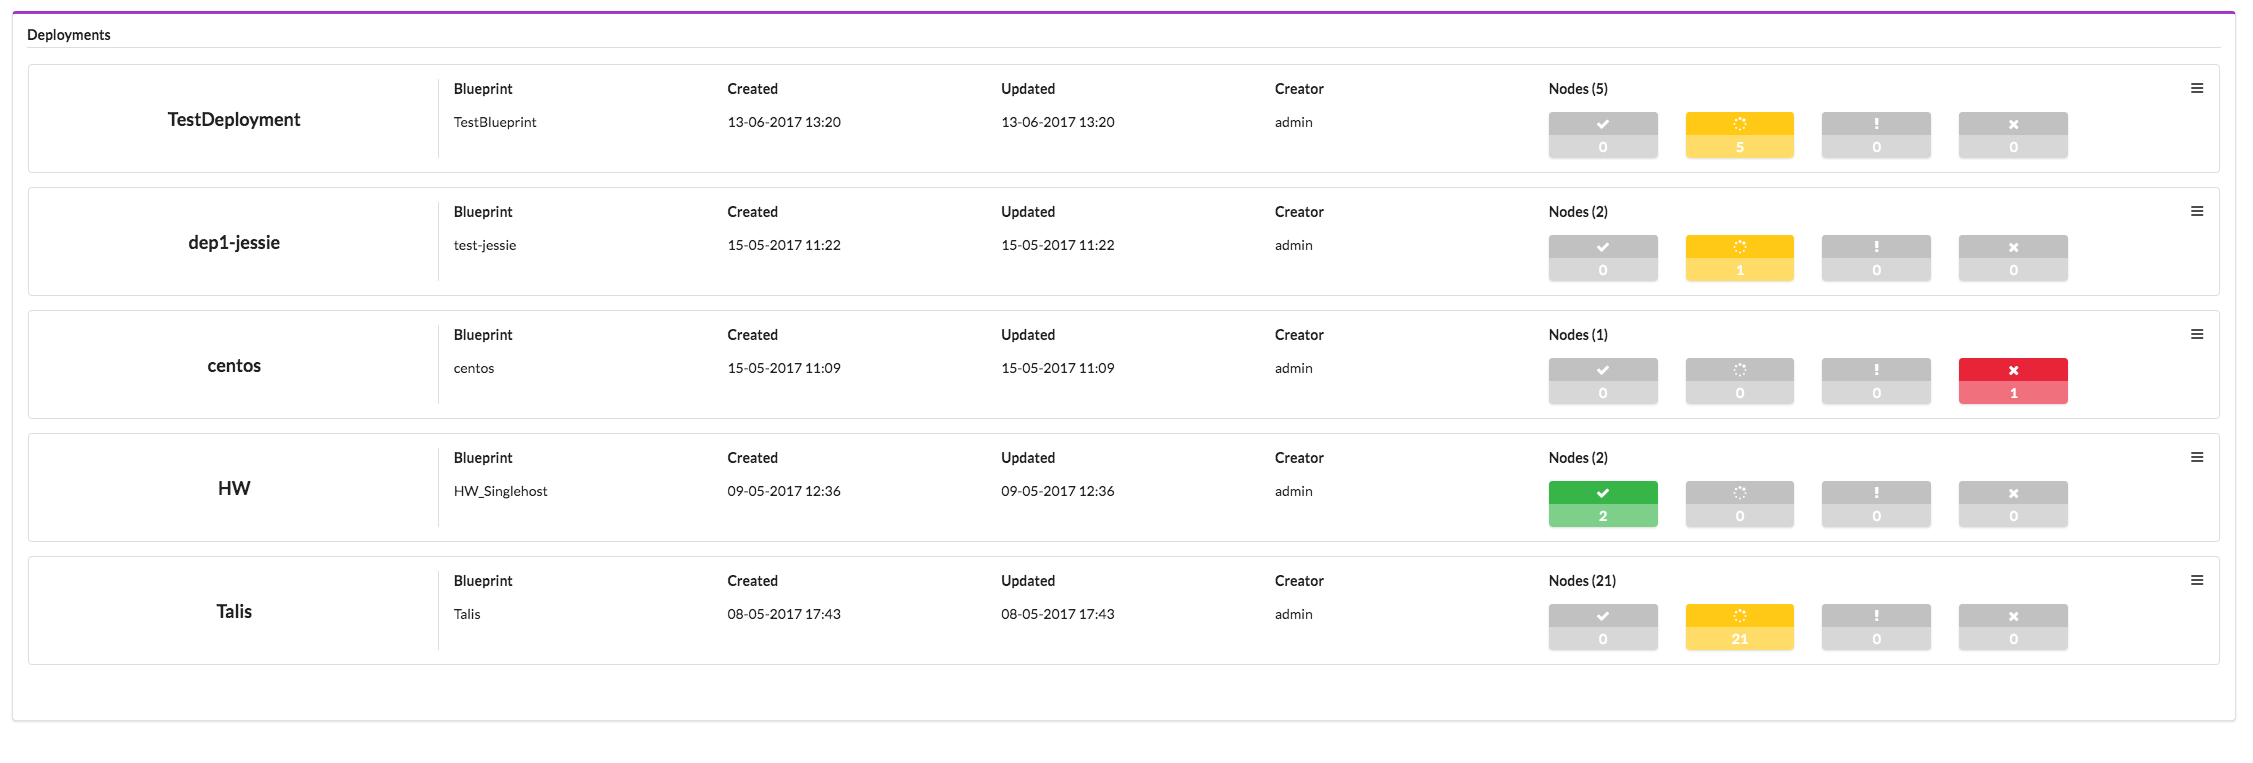 Deployments
TestDeployment
Blueprint Created Updated Creator Nodes (5)
TestBlueprint 13-06-2017 13:20 13-06-2017 13:20 admin
0 5 0 0
dep1-jessie
Blueprint Created Updated Creator Nodes (2)
test-jessie 15-05-2017 11:22 15-05-2017 11:22 admin
0 1 0 0
centos
Blueprint Created Updated Creator Nodes (1)
centos 15-05-2017 11:09 15-05-2017 11:09 admin
0 0 0 1
HW
Blueprint Created Updated Creator Nodes (2)
HW_Singlehost 09-05-2017 12:36 09-05-2017 12:36 admin
2 0 0 0
Talis
Blueprint Created Updated Creator Nodes (21)
Talis 08-05-2017 17:43 08-05-2017 17:43 admin
0 21 0 0